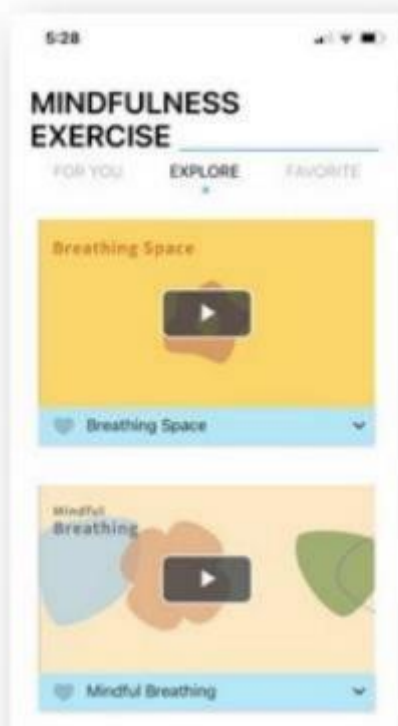 5:28
MINDFULNESS
EXERCISE
FOR YOU EXPLORE FAVORITE
Breathing Space
Breathing Space
Mindful
Breathing
Mindful Breathing